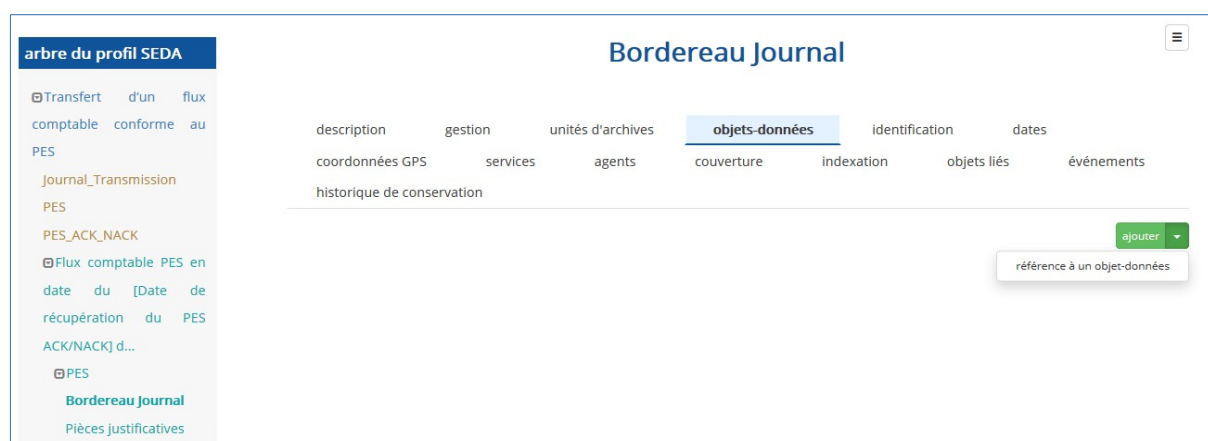 arbre du profil SEDA
Transfert d'un flux
comptable conforme au
PES
Journal_Transmission
PES
PES_ACK_NACK
Flux comptable PES en
date du [Date de
récupération du PES
ACK/NACK] d...
PES
Bordereau Journal
Pièces justificatives
Bordereau Journal
description gestion unités d'archives objets-données identification dates
coordonnées GPS services agents couverture indexation objets liés événements
historique de conservation
ajouter
référence à un objet-données